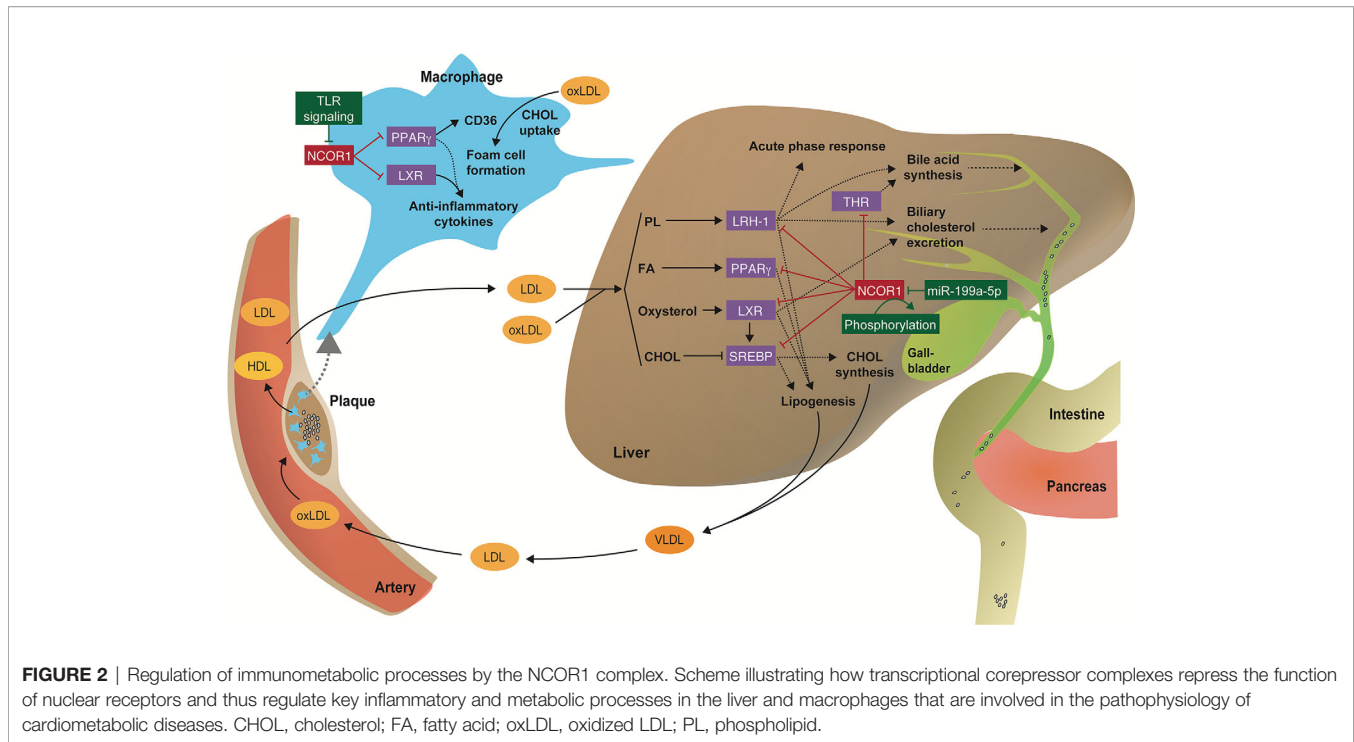 Macrophage
TLR
signaling
NCOR1
PPARγ
LXR
CD36
CHOL
uptake
oxLDL
Foam cell
formation
Anti-inflammatory
cytokines
LDL
HDL
Plaque
oxLDL
Artery
LDL
oxLDL
PL
FA
Oxysterol
CHOL
LRH-1
PPARγ
LXR
SREBP
Acute phase response
THR
Bile acid
synthesis
Biliary
cholesterol
excretion
NCOR1
miR-199a-5p
Phosphorylation
CHOL
synthesis
Lipogenesis
Gall-
bladder
Liver
Intestine
Pancreas
VLDL
LDL
FIGURE 2 | Regulation of immunometabolic processes by the NCOR1 complex. Scheme illustrating how transcriptional corepressor complexes repress the function
of nuclear receptors and thus regulate key inflammatory and metabolic processes in the liver and macrophages that are involved in the pathophysiology of
cardiometabolic diseases. CHOL, cholesterol; FA, fatty acid; oxLDL, oxidized LDL; PL, phospholipid.